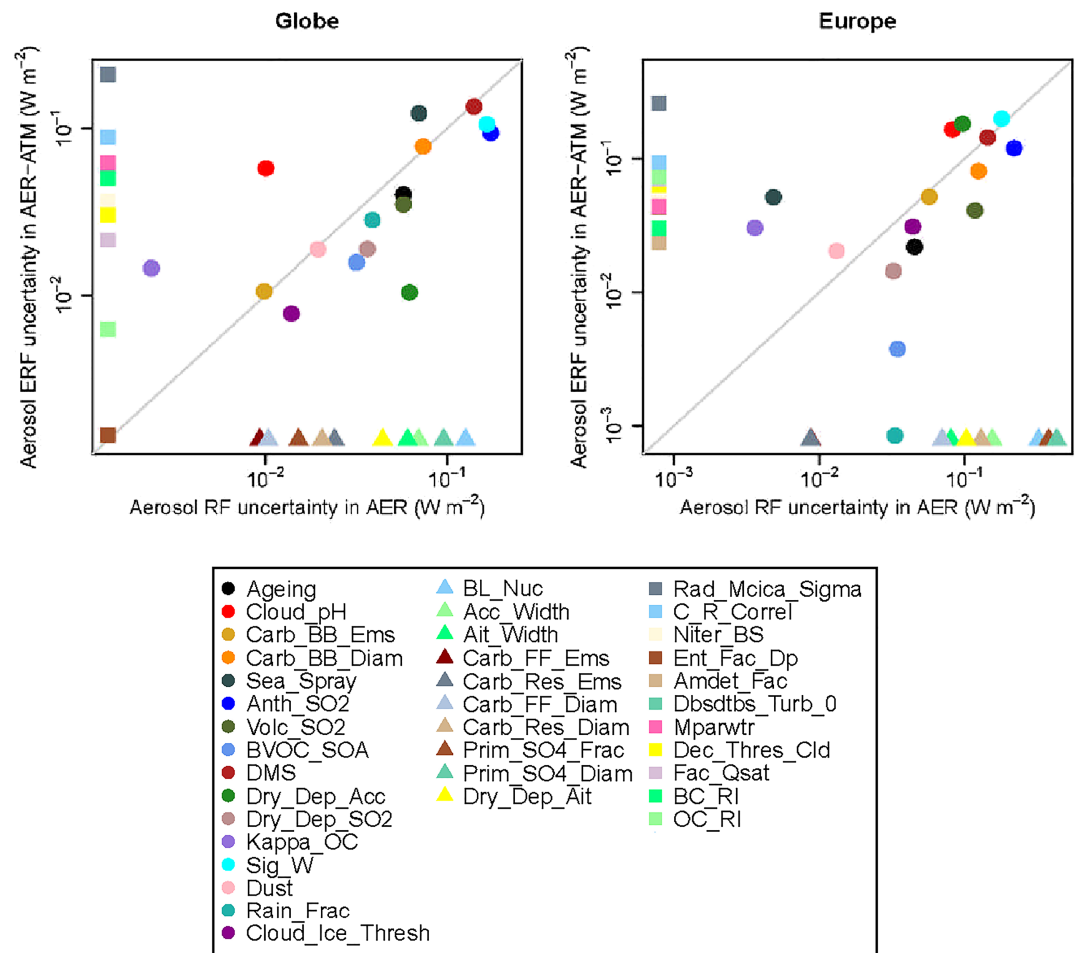 Globe
Europe
Aerosol ERF uncertainty in AER−ATM (W m⁻²)
10⁻¹
10⁻²
10⁻²
10⁻¹
Aerosol RF uncertainty in AER (W m⁻²)
Aerosol ERF uncertainty in AER−ATM (W m⁻²)
10⁻¹
10⁻²
10⁻³
10⁻³
10⁻²
10⁻¹
Aerosol RF uncertainty in AER (W m⁻²)
Ageing
Cloud_pH
Carb_BB_Ems
Carb_BB_Diam
Sea_Spray
Anth_SO2
Volc_SO2
BVOC_SOA
DMS
Dry_Dep_Acc
Dry_Dep_SO2
Kappa_OC
Sig_W
Dust
Rain_Frac
Cloud_Ice_Thresh
BL_Nuc
Acc_Width
Ait_Width
Carb_FF_Ems
Carb_Res_Ems
Carb_FF_Diam
Carb_Res_Diam
Prim_SO4_Frac
Prim_SO4_Diam
Dry_Dep_Ait
Rad_Mcica_Sigma
C_R_Correl
Niter_BS
Ent_Fac_Dp
Amdet_Fac
Dbsdtbs_Turb_0
Mparwtr
Dec_Thres_Cld
Fac_Qsat
BC_RI
OC_RI